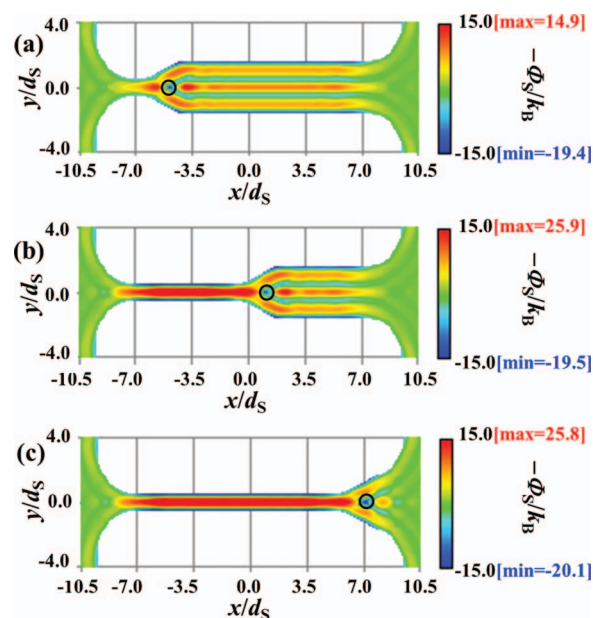 (a)
4.0
0.0
-4.0
y/dS
-10.5 -7.0 -3.5 0.0 3.5 7.0 10.5
x/dS
15.0[max=14.9]
-15.0[min=-19.4]
−ΦS/kB
(b)
4.0
0.0
-4.0
y/dS
-10.5 -7.0 -3.5 0.0 3.5 7.0 10.5
x/dS
15.0[max=25.9]
-15.0[min=-19.5]
−ΦS/kB
(c)
4.0
0.0
-4.0
y/dS
-10.5 -7.0 -3.5 0.0 3.5 7.0 10.5
x/dS
15.0[max=25.8]
-15.0[min=-20.1]
−ΦS/kB